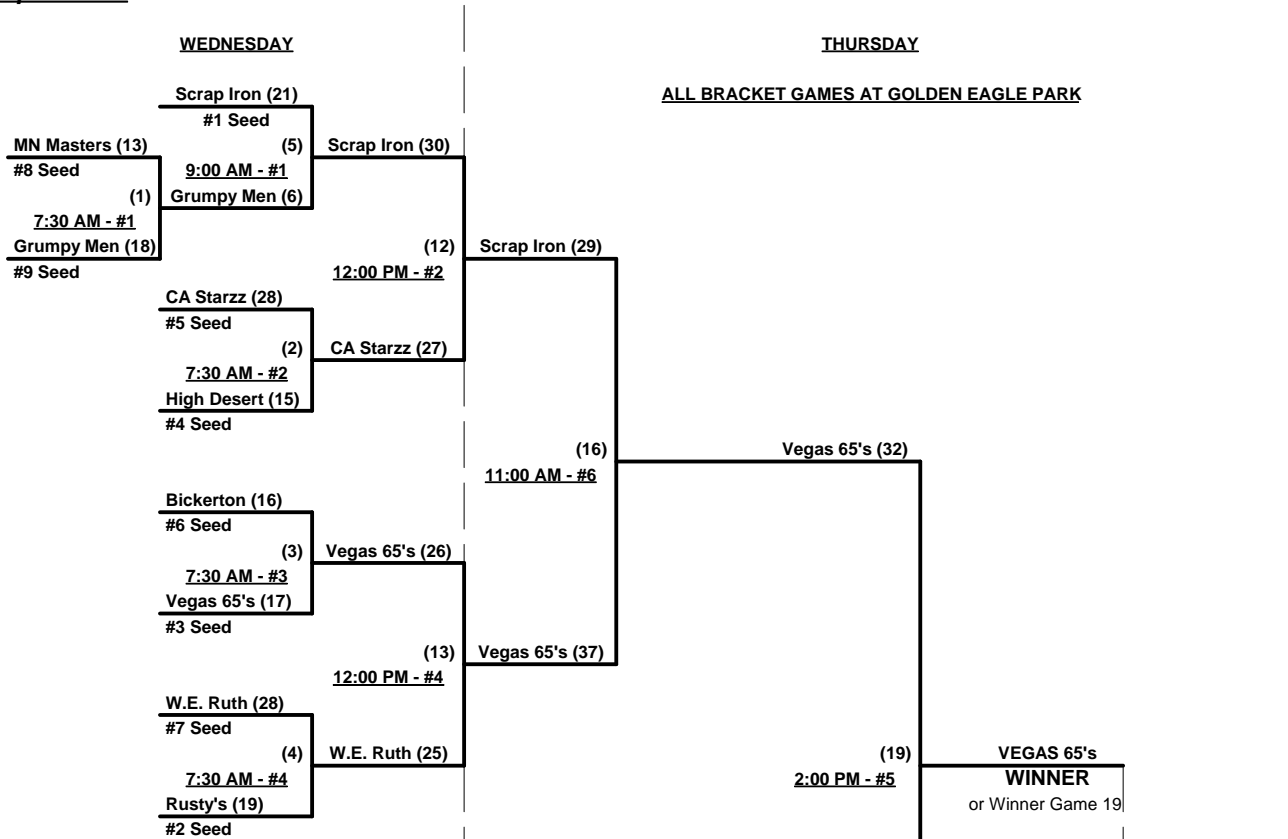 WEDNESDAY
THURSDAY
Scrap Iron (21)
ALL BRACKET GAMES AT GOLDEN EAGLE PARK
#1 Seed
MN Masters (13)
(5)
Scrap Iron (30)
#8 Seed
9:00 AM - #1
(1)
Grumpy Men (6)
7:30 AM - #1
Grumpy Men (18)
(12)
Scrap Iron (29)
#9 Seed
12:00 PM - #2
CA Starzz (28)
#5 Seed
(2)
CA Starzz (27)
7:30 AM - #2
High Desert (15)
#4 Seed
(16)
Vegas 65's (32)
11:00 AM - #6
Bickerton (16)
#6 Seed
(3)
Vegas 65's (26)
7:30 AM - #3
Vegas 65's (17)
#3 Seed
(13)
Vegas 65's (37)
12:00 PM - #4
W.E. Ruth (28)
#7 Seed
(4)
W.E. Ruth (25)
(19)
VEGAS 65's
7:30 AM - #4
2:00 PM - #5
WINNER
Rusty's (19)
or Winner Game 19
#2 Seed